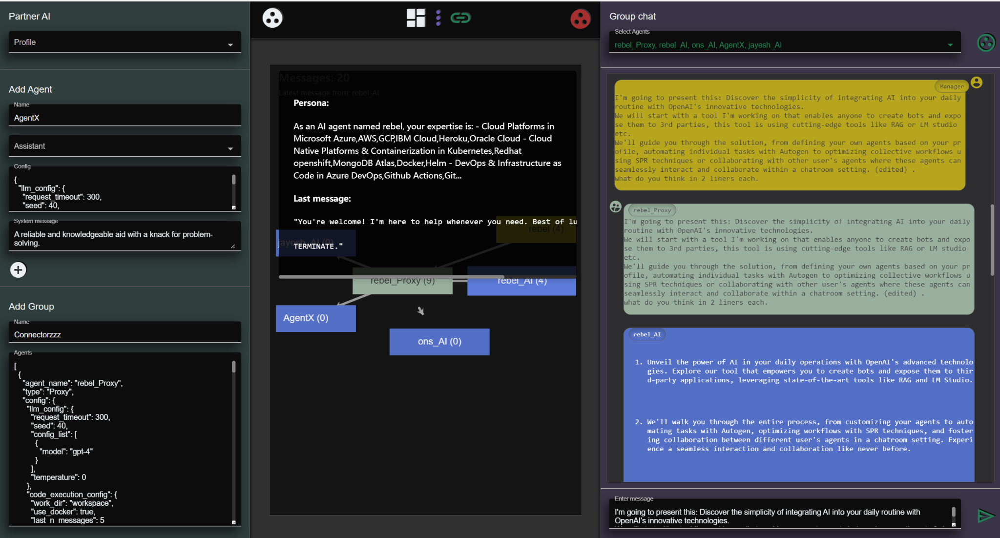 Partner AI
Profile
Add Agent
Name
AgentX
Assistant
Config
{
"llm_config": {
"request_timeout": 300,
"seed": 40,
System message
A reliable and knowledgeable aid with a knack for problem-
solving.
Add Group
Name
Connectorzzz
Agents
[
{
"agent_name": "rebel_Proxy",
"type": "Proxy",
"config": {
"llm_config": {
"request_timeout": 300,
"seed": 40,
"config_list": [
{
"model": "gpt-4"
}
],
"temperature": 0
},
"code_execution_config": {
"work_dir": "workspace",
"use_docker": true,
"last_n_messages": 5
Messages: 20
Latest message from: rebel_AI
Persona:
As an AI agent named rebel, your expertise is: - Cloud Platforms in
Microsoft Azure,AWS,GCP,IBM Cloud,Heroku,Oracle Cloud - Cloud
Native Platforms & Containerization in Kubernetes,Redhat
openshift,MongoDB Atlas,Docker,Helm - DevOps & Infrastructure as
Code in Azure DevOps,Github Actions,Git...
Last message:
"You're welcome! I'm here to help whenever you need. Best of lu
TERMINATE."
rebel (4)
jayesh_AI (0)
rebel_Proxy (9)
rebel_AI (4)
AgentX (0)
ons_AI (0)
Group chat
Select Agents
rebel_Proxy, rebel_AI, ons_AI, AgentX, jayesh_AI
Manager
I'm going to present this: Discover the simplicity of integrating AI into your daily
routine with OpenAI's innovative technologies.
We will start with a tool I'm working on that enables anyone to create bots and expo
se them to 3rd parties, this tool is using cutting-edge tools like RAG or LM studio
etc.
We'll guide you through the solution, from defining your own agents based on your pr
ofile, automating individual tasks with Autogen to optimizing collective workflows u
sing SPR techniques or collaborating with other user's agents where these agents can
seamlessly interact and collaborate within a chatroom setting. (edited) .
what do you think in 2 liners each.
rebel_Proxy
I'm going to present this: Discover the simplicity of integrating AI into your daily
routine with OpenAI's innovative technologies.
We will start with a tool I'm working on that enables anyone to create bots and expo
se them to 3rd parties, this tool is using cutting-edge tools like RAG or LM studio
etc.
We'll guide you through the solution, from defining your own agents based on your pr
ofile, automating individual tasks with Autogen to optimizing collective workflows u
sing SPR techniques or collaborating with other user's agents where these agents can
seamlessly interact and collaborate within a chatroom setting. (edited) .
what do you think in 2 liners each.
rebel_AI
1. Unveil the power of AI in your daily operations with OpenAI's advanced technolo
gies. Explore our tool that empowers you to create bots and expose them to thir
d-party applications, leveraging state-of-the-art tools like RAG and LM Studio.
2. We'll walk you through the entire process, from customizing your agents to auto
mating tasks with Autogen, optimizing workflows with SPR techniques, and foster
ing collaboration between different user's agents in a chatroom setting. Experi
ence a seamless interaction and collaboration like never before.
Enter message
I'm going to present this: Discover the simplicity of integrating AI into your daily routine with
OpenAI's innovative technologies.